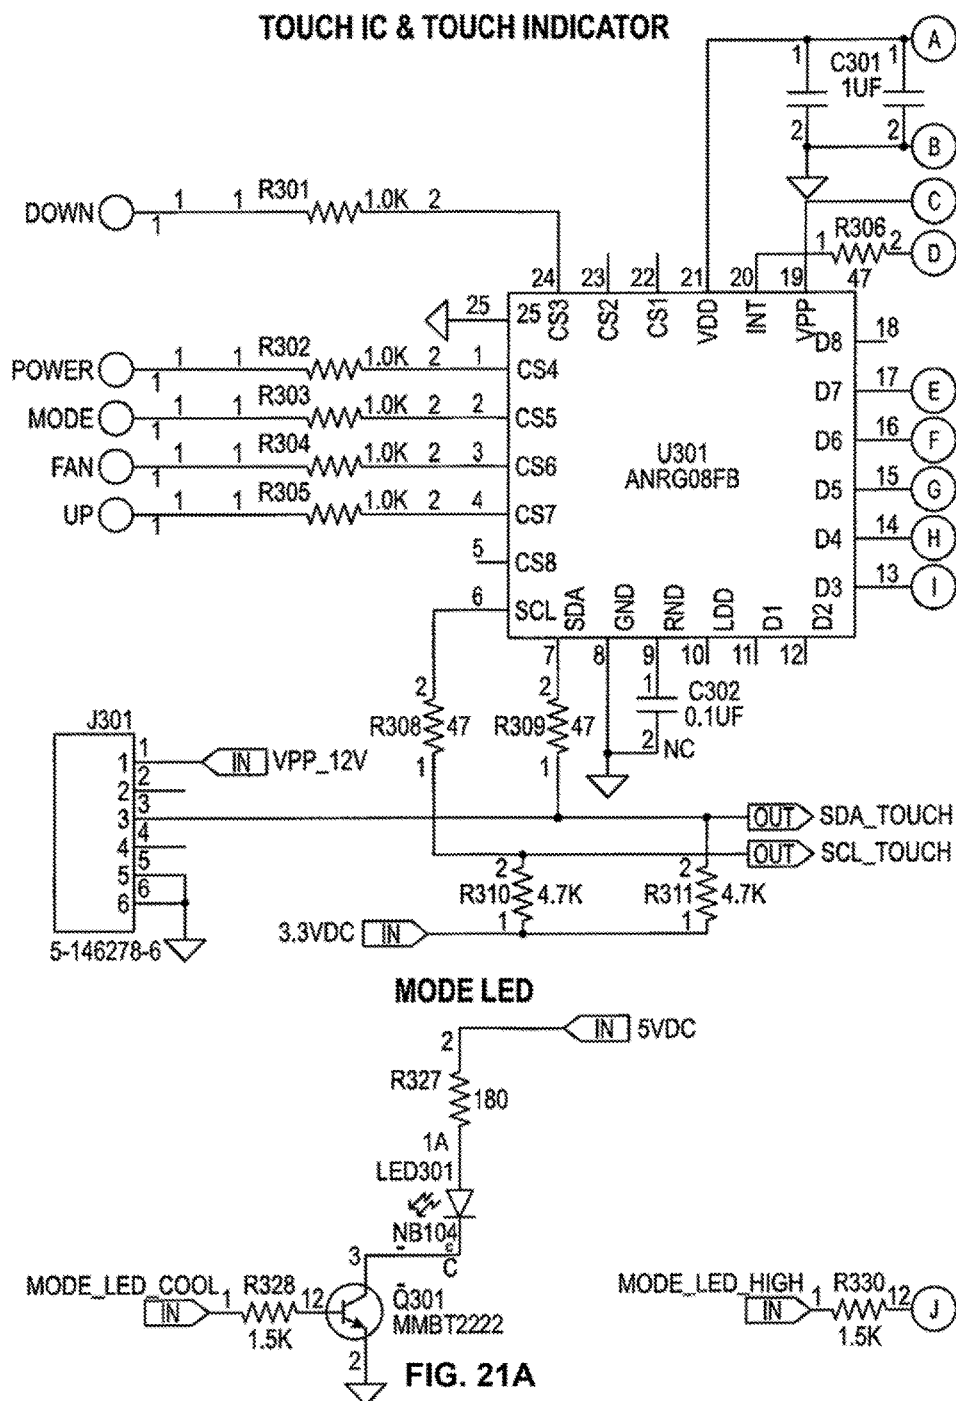 TOUCH IC & TOUCH INDICATOR
A
1 C301 1
1UF
2 2 B
C
DOWN 1 1 1 R301 1.0K 2
R306
1 2 D
47
24 23 22 21 20 19
25 25 CS3 CS2 CS1 VDD INT VPP
D8 18
POWER 1 1 1 R302 1.0K 2 1 CS4
D7 17 E
MODE 1 1 1 R303 1.0K 2 2 CS5
D6 16 F
FAN 1 1 1 R304 1.0K 2 3 CS6
U301
ANRG08FB
D5 15 G
UP 1 1 1 R305 1.0K 2 4 CS7
D4 14 H
5 CS8
D3 13 I
6 SCL SDA GND RND LDD D1 D2
7 8 9 10 11 12
2 R308 47 1
2 R309 47 1
1 C302
0.1UF
2 NC
J301
1 1 IN VPP_12V
2 2
3 3
4 4
5 5
6 6
5-146278-6
OUT SDA_TOUCH
OUT SCL_TOUCH
2 R310 4.7K 1
2 R311 4.7K 1
3.3VDC IN
MODE LED
IN 5VDC
2
R327
180
1A
LED301
NB104
C C
3
MODE_LED_COOL
IN 1 R328 12
1.5K
Q301
MMBT2222
2
MODE_LED_HIGH
IN 1 R330 12 J
1.5K
FIG. 21A